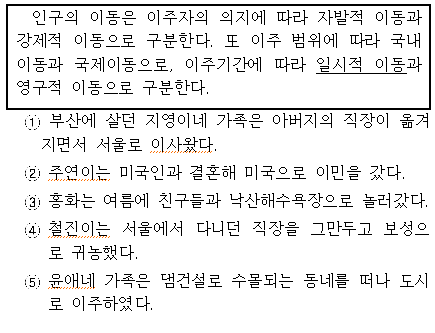 인구의 이동은 이주자의 의지에 따라 자발적 이동과
강제적 이동으로 구분한다. 또 이주 범위에 따라 국내
이동과 국제이동으로, 이주기간에 따라 일시적 이동과
영구적 이동으로 구분한다.
① 부산에 살던 지영이네 가족은 아버지의 직장이 옮겨
지면서 서울로 이사왔다.
② 주연이는 미국인과 결혼해 미국으로 이민을 갔다.
③ 홍화는 여름에 친구들과 낙산해수욕장으로 놀러갔다.
④ 철진이는 서울에서 다니던 직장을 그만두고 보성으
로 귀농했다.
⑤ 윤애네 가족은 댐건설로 수몰되는 동네를 떠나 도시
로 이주하였다.